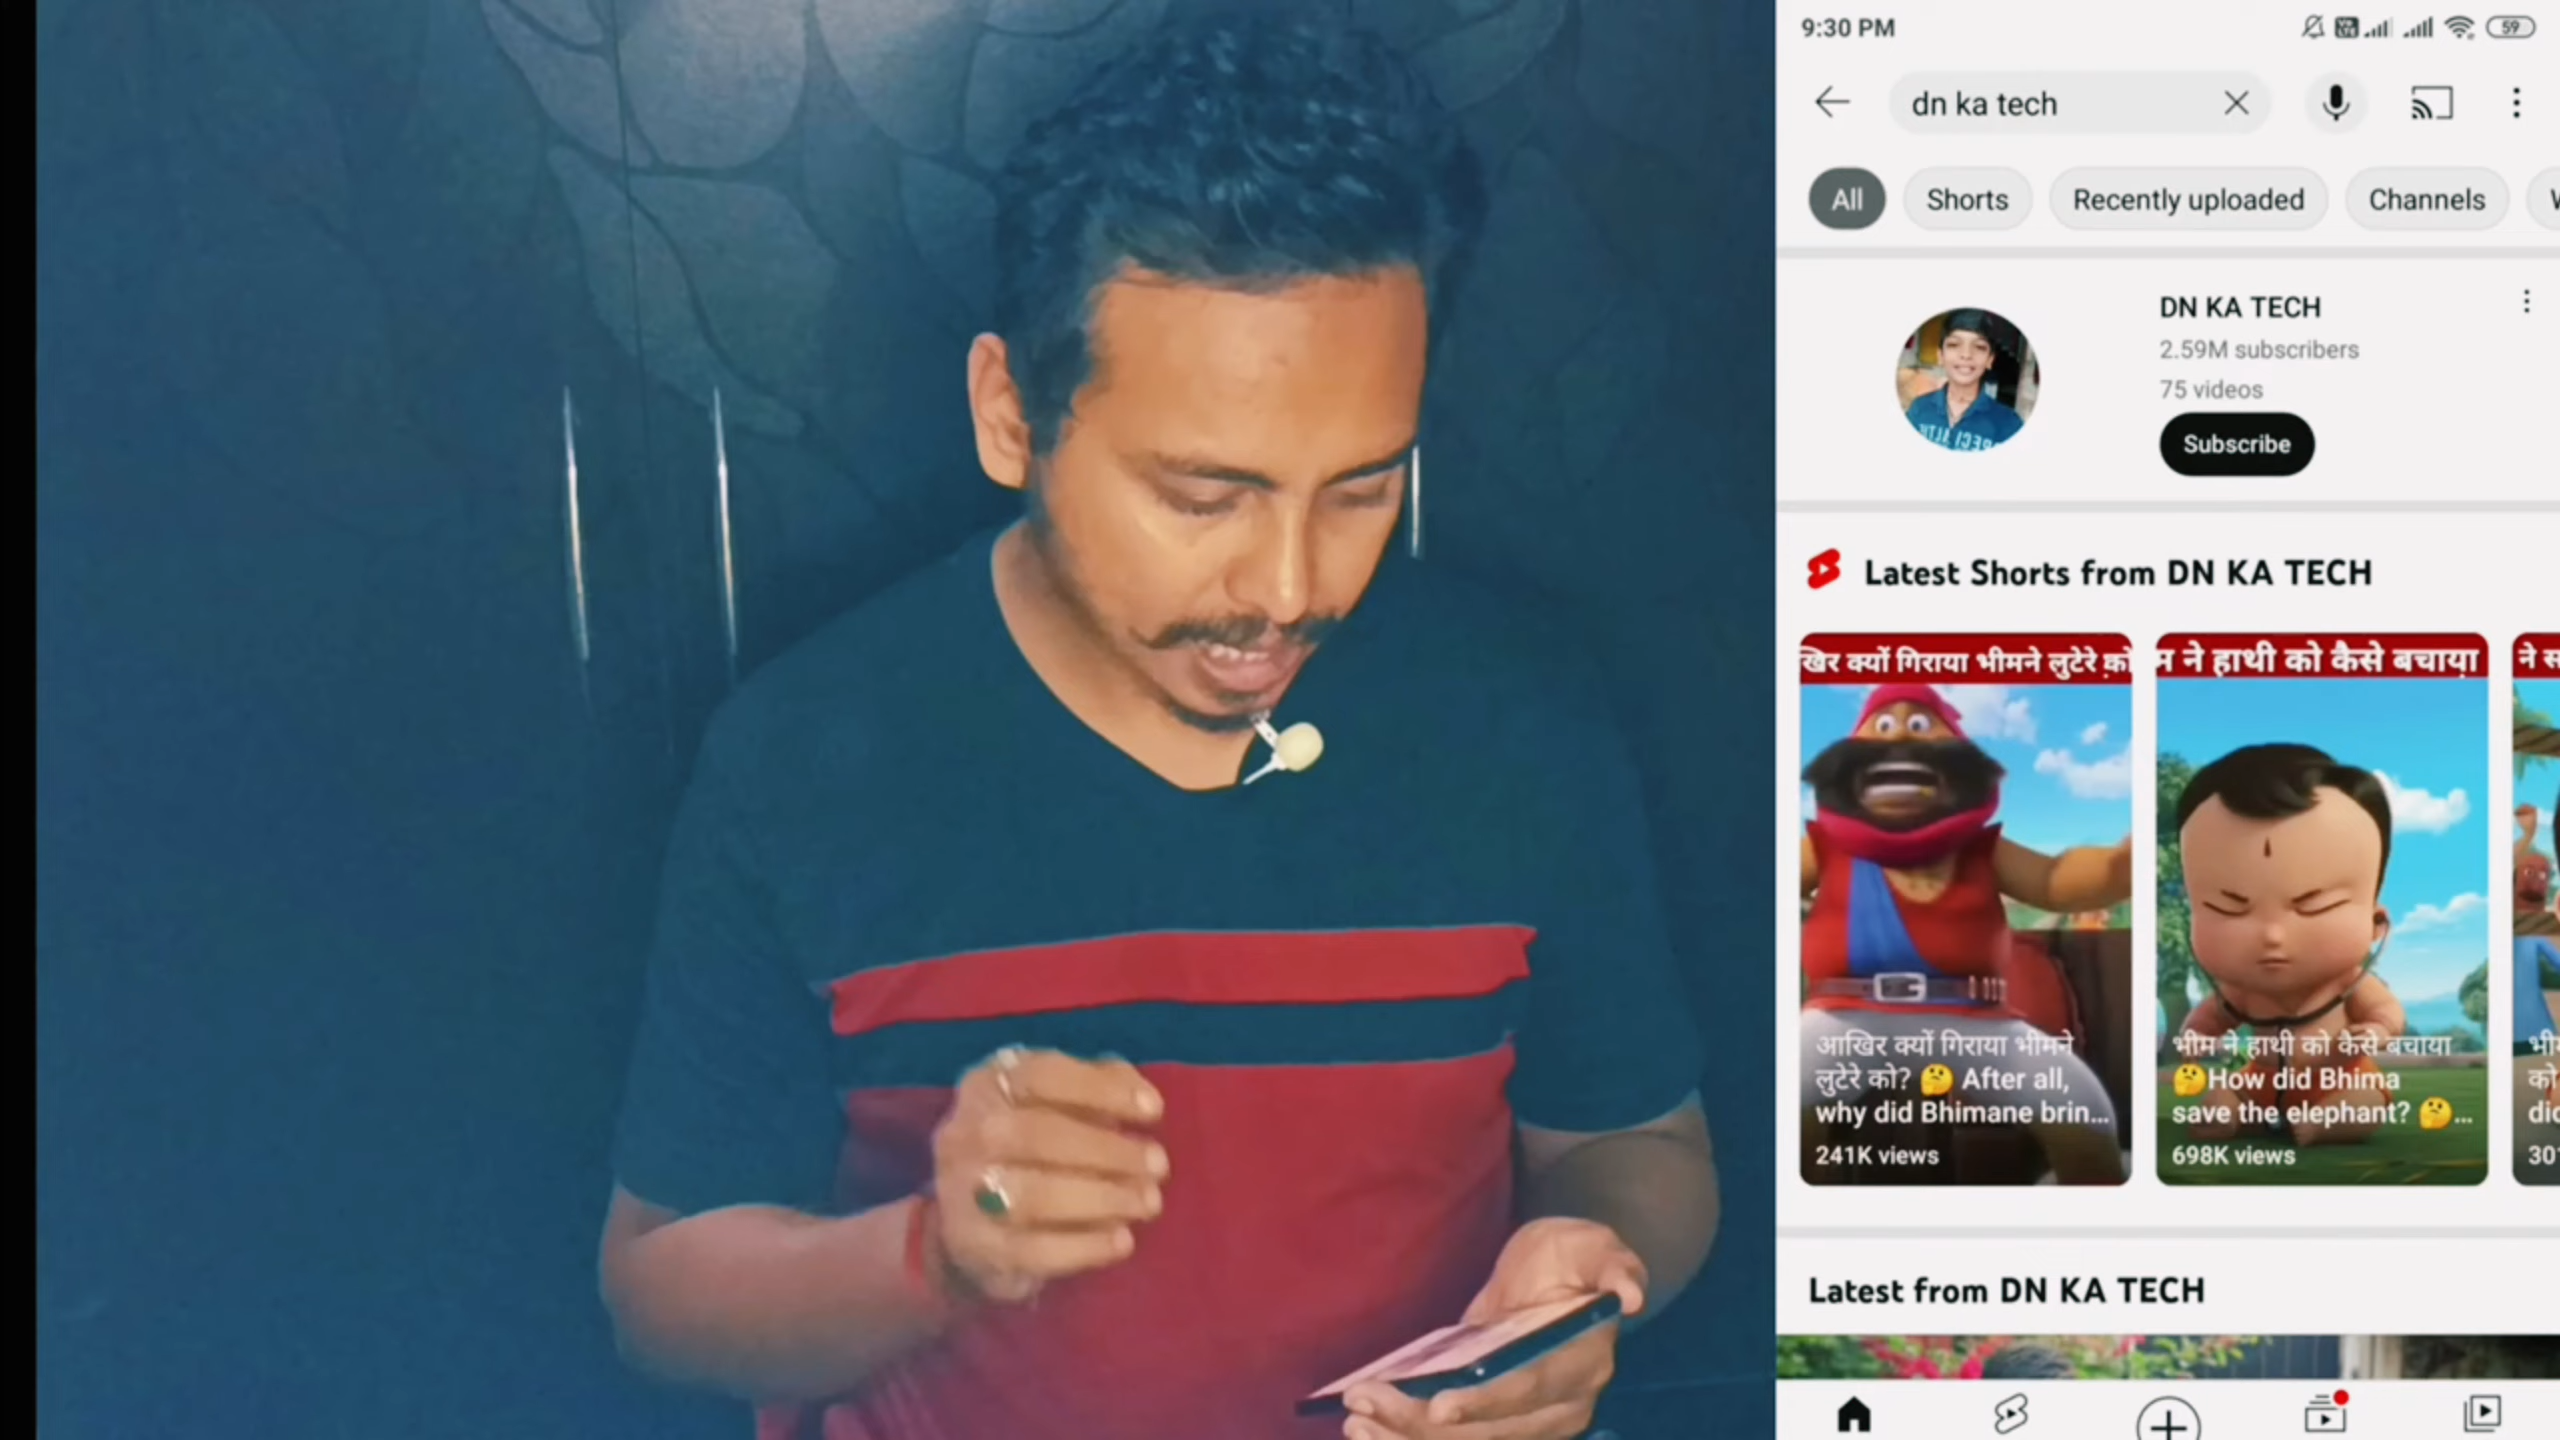 9:30 PM
59
dn ka tech
All
Shorts
Recently uploaded
Channels
DN KA TECH
2.59M subscribers
75 videos
Subscribe
Latest Shorts from DN KA TECH
खिर क्यों गिराया भीमने लुटेरे को
ने हाथी को कैसे बचाया
ने
आखिर क्यों गिराया भीमने
लुटेरे को? 🤔 After all,
why did Bhimane brin...
241K views
भीम ने हाथी को कैसे बचाया
🤔How did Bhima
save the elephant? 🤔...
698K views
Latest from DN KA TECH